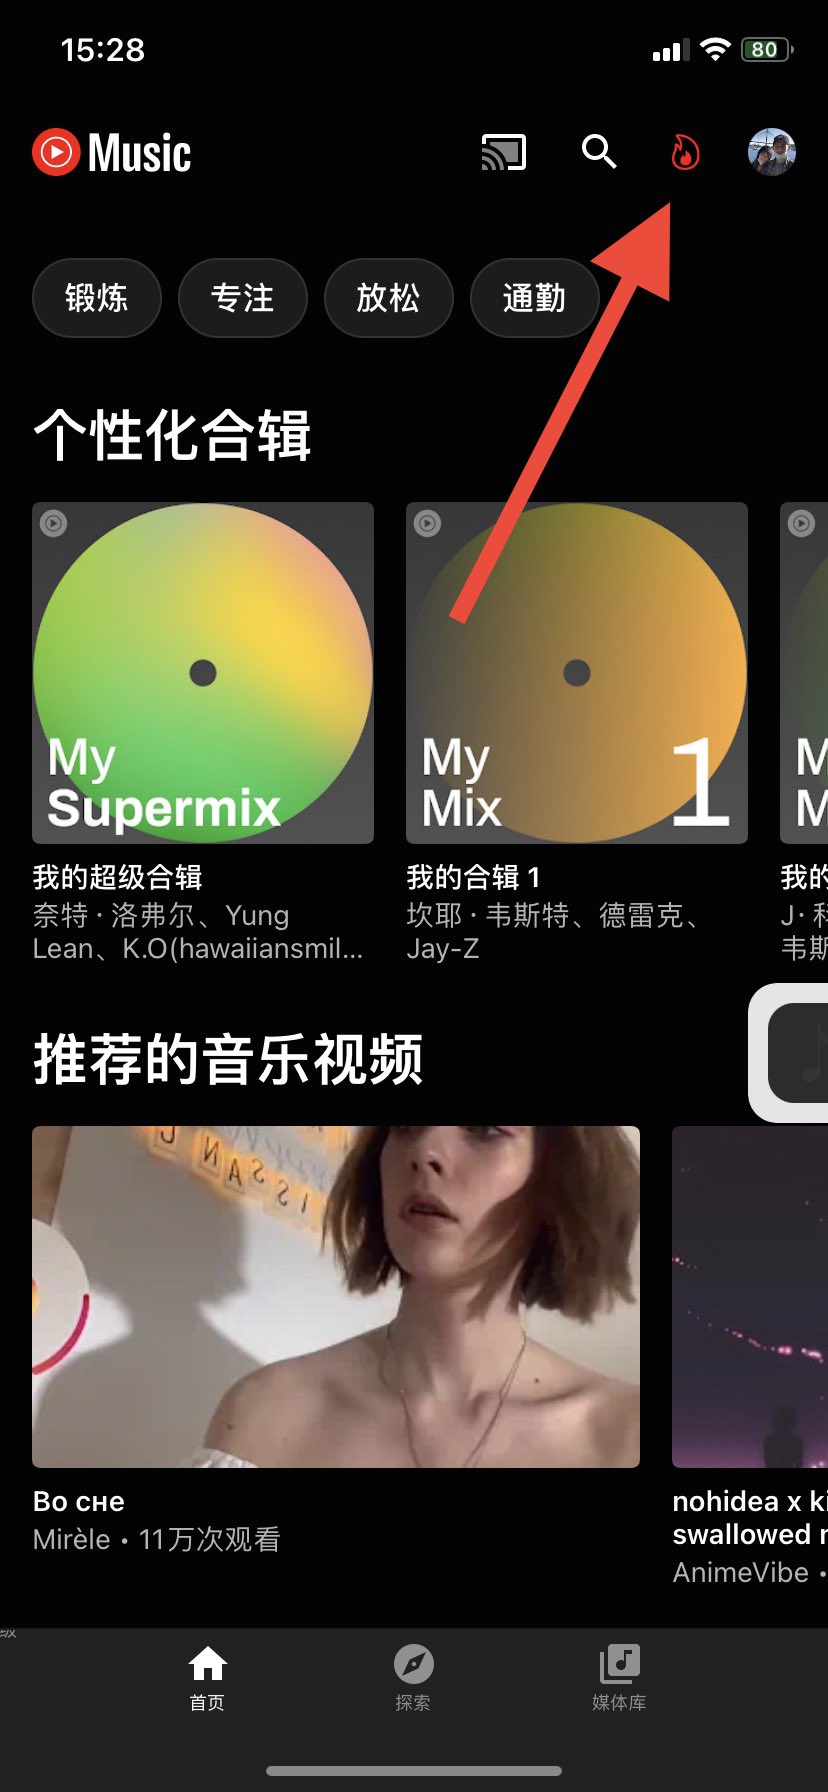 15:28
80
Music
锻炼
专注
放松
通勤
个性化合辑
My
Supermix
My
Mix
1
我的超级合辑
奈特 · 洛弗尔、Yung
Lean、K.O(hawaiiansmil...
我的合辑 1
坎耶 · 韦斯特、德雷克、
Jay-Z
我的
J· 科
韦斯
推荐的音乐视频
Во сне
Mirèle • 11万次观看
nohidea x ki
swallowed
AnimeVibe •
级
首页
探索
媒体库